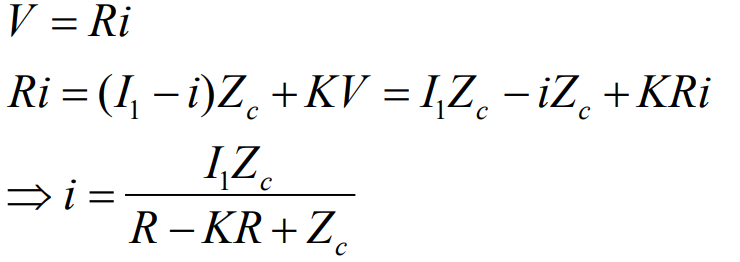 V = Ri
Ri = (I₁ − i)Z_c + KV = I₁Z_c − iZ_c + KRi
⇒ i = I₁Z_c / (R − KR + Z_c)